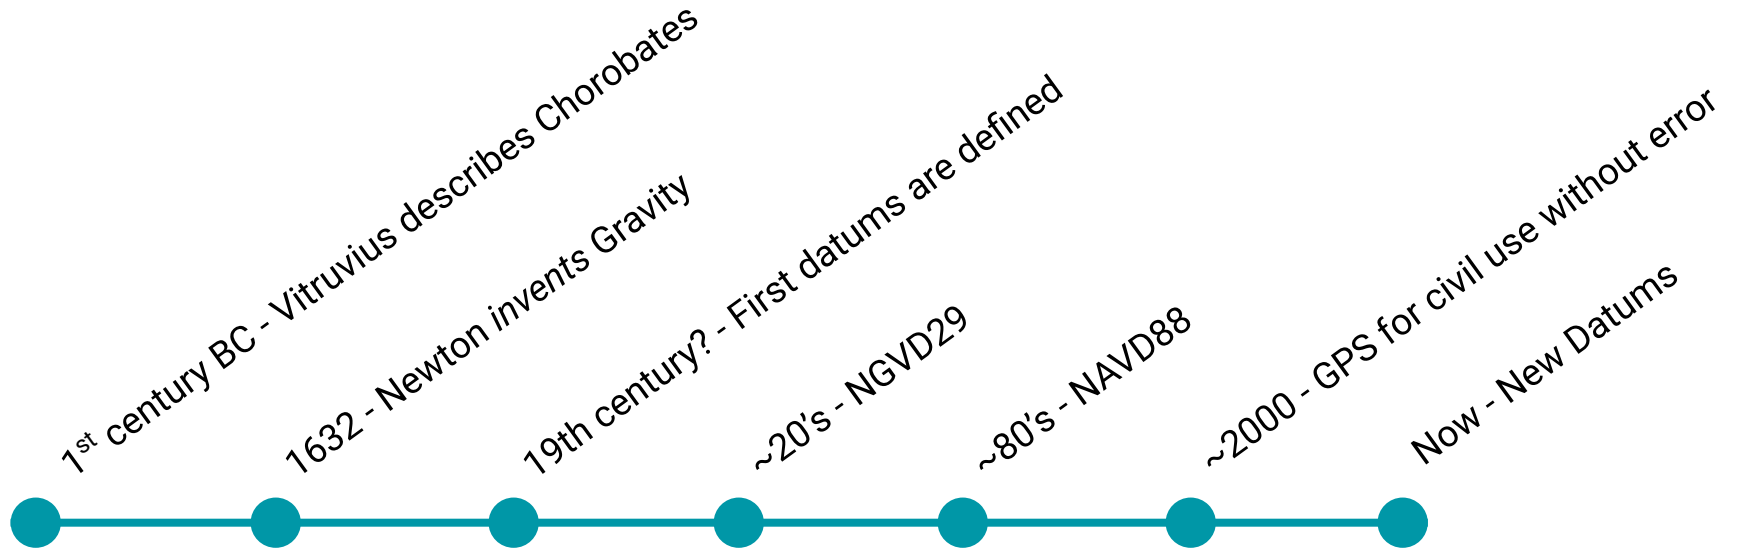 1st century BC - Vitruvius describes Chorobates
1632 - Newton invents Gravity
19th century? - First datums are defined
~20's - NGVD29
~80's - NAVD88
~2000 - GPS for civil use without error
Now - New Datums